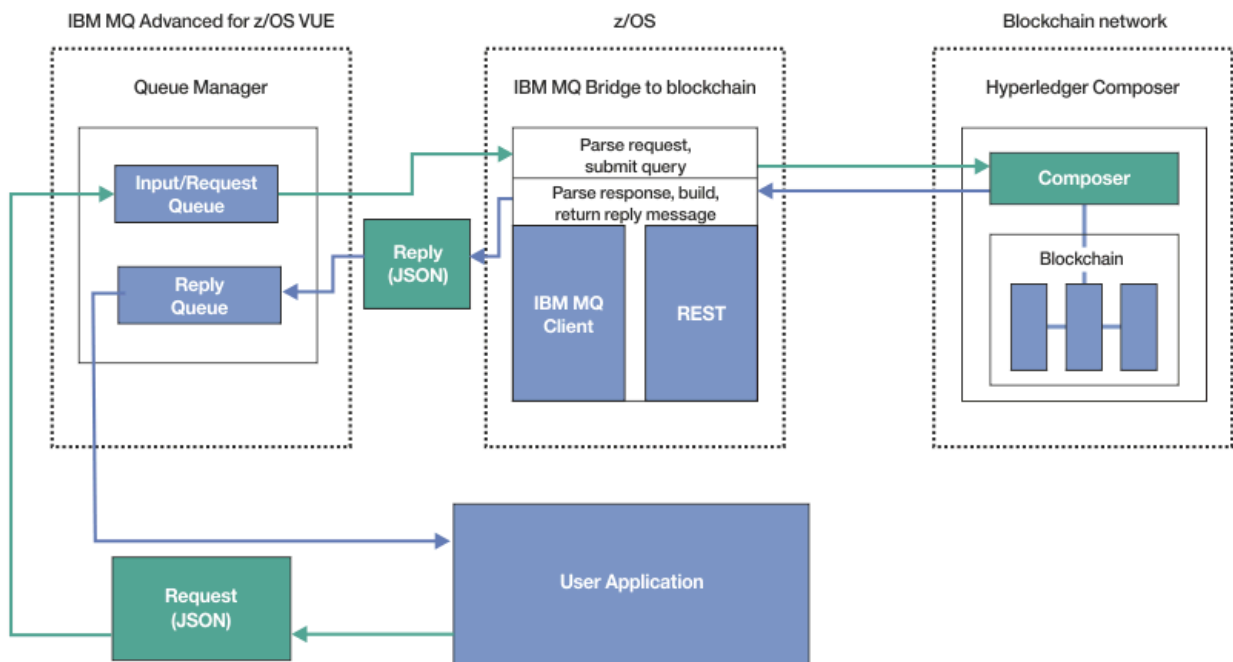 IBM MQ Advanced for z/OS VUE
z/OS
Blockchain network
Queue Manager
IBM MQ Bridge to blockchain
Hyperledger Composer
Parse request,
submit query
Input/Request
Queue
Composer
Parse response, build,
return reply message
Reply
(JSON)
Reply
Queue
IBM MQ
Client
REST
Blockchain
User Application
Request
(JSON)